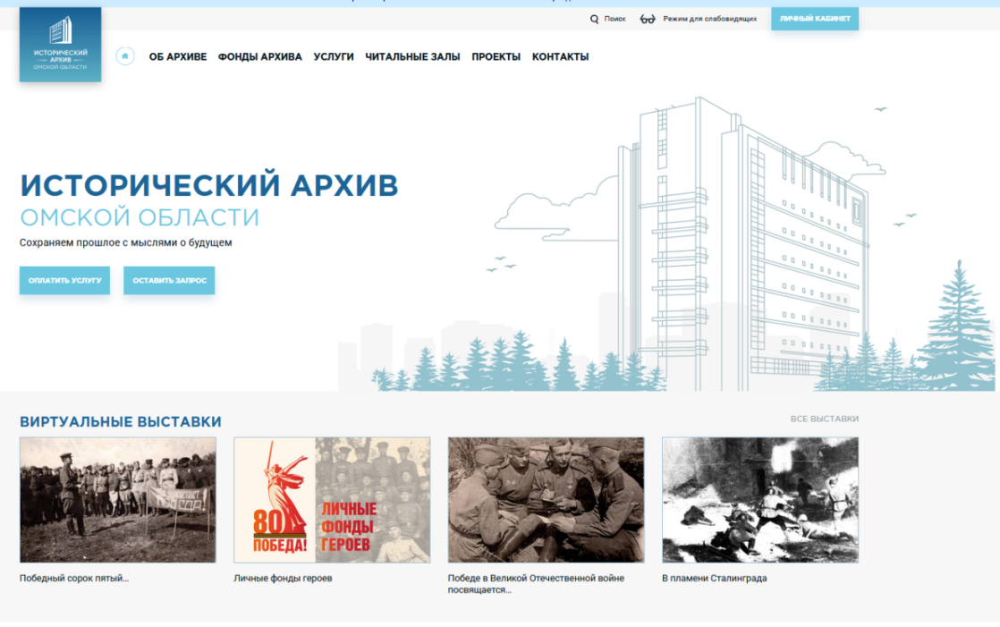 Поиск
Режим для слабовидящих
ЛИЧНЫЙ КАБИНЕТ
ИСТОРИЧЕСКИЙ
АРХИВ
ОМСКОЙ ОБЛАСТИ
ОБ АРХИВЕ ФОНДЫ АРХИВА УСЛУГИ ЧИТАЛЬНЫЕ ЗАЛЫ ПРОЕКТЫ КОНТАКТЫ
ИСТОРИЧЕСКИЙ АРХИВ
ОМСКОЙ ОБЛАСТИ
Сохраняем прошлое с мыслями о будущем
ОПЛАТИТЬ УСЛУГУ
ОСТАВИТЬ ЗАПРОС
ВИРТУАЛЬНЫЕ ВЫСТАВКИ
ВСЕ ВЫСТАВКИ
80
ПОБЕДА!
ЛИЧНЫЕ
ФОНДЫ
ГЕРОЕВ
Победный сорок пятый...
Личные фонды героев
Победе в Великой Отечественной войне
посвящается...
В пламени Сталинграда